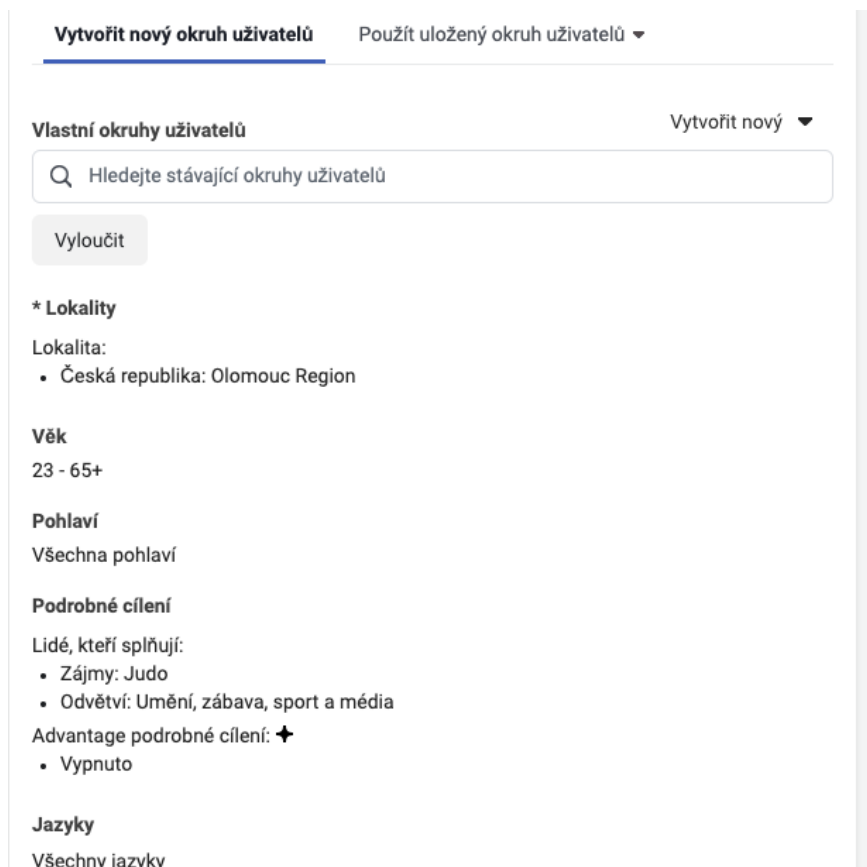 Vytvořit nový okruh uživatelů Použít uložený okruh uživatelů
Vlastní okruhy uživatelů Vytvořit nový
Hledejte stávající okruhy uživatelů
Vyloučit
* Lokality
Lokalita:
• Česká republika: Olomouc Region
Věk
23 - 65+
Pohlaví
Všechna pohlaví
Podrobné cílení
Lidé, kteří splňují:
• Zájmy: Judo
• Odvětví: Umění, zábava, sport a média
Advantage podrobné cílení:
• Vypnuto
Jazyky
Všechny jazyky